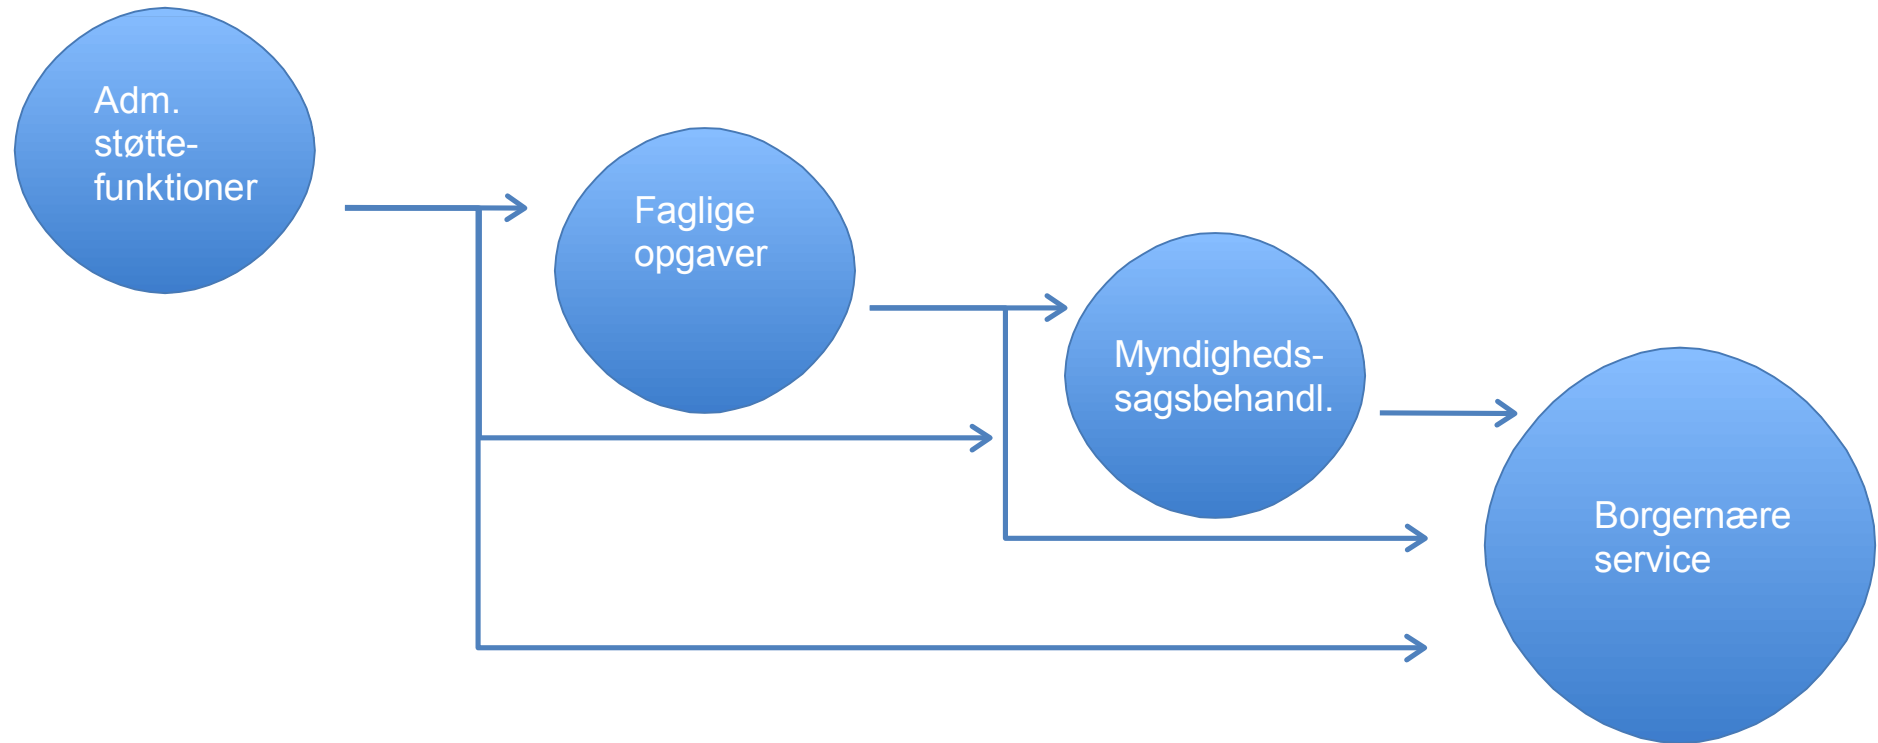 Adm.
støtte-
funktioner
Faglige
opgaver
Myndigheds-
sagsbehandl.
Borgernære
service